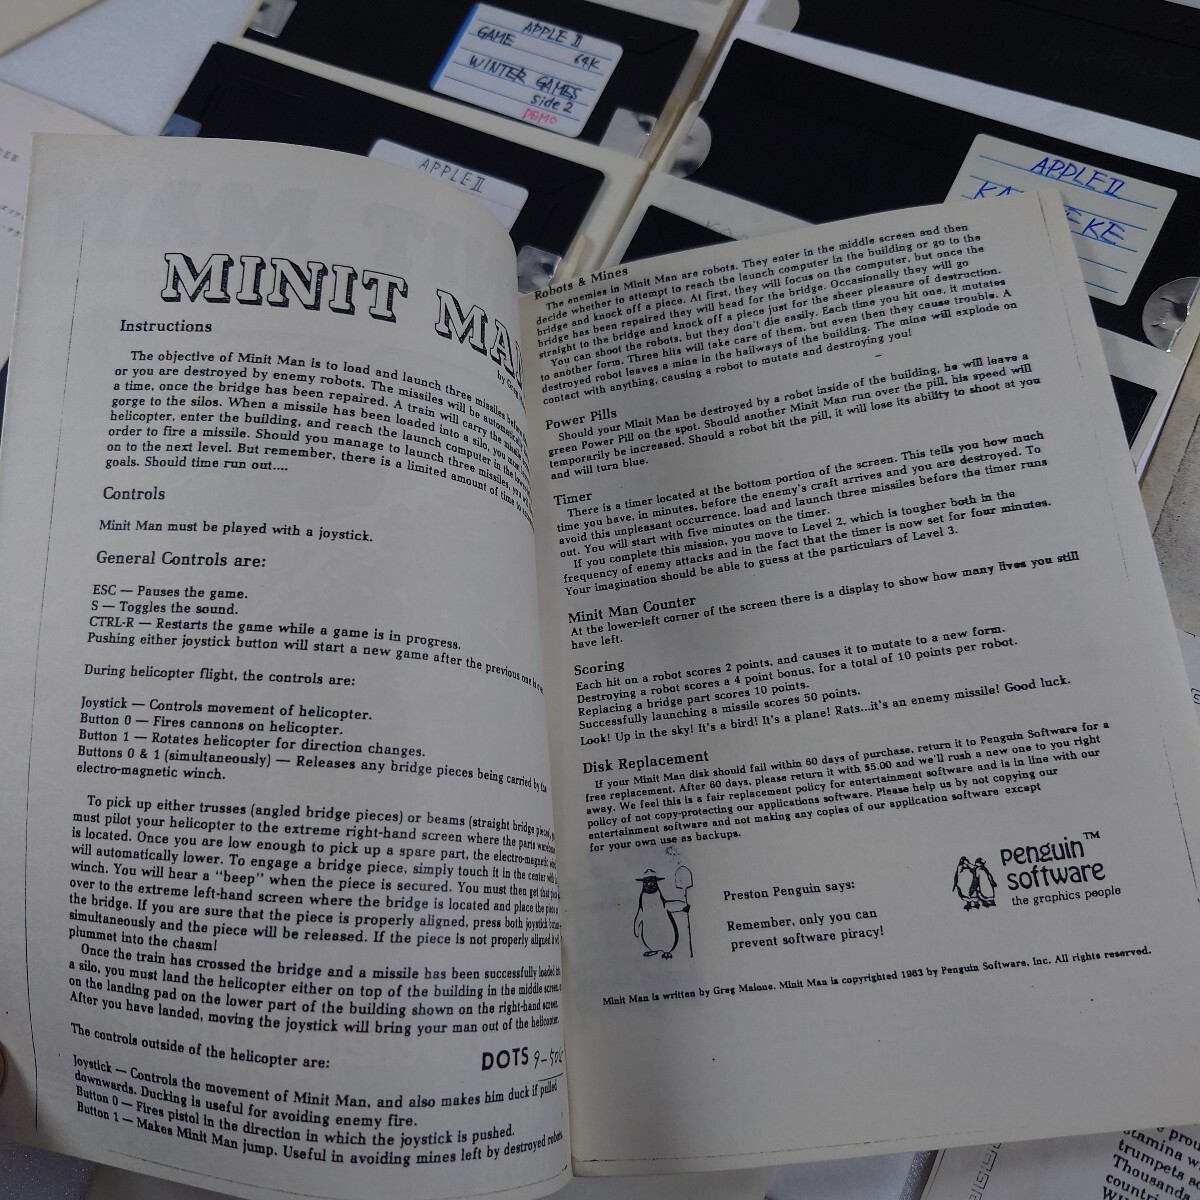 APPLE II
GAME 64K
WINTER GAMES
Side 2
DEMO
APPLE II
APPLE II
MINIT MAN
Instructions
The objective of Minit Man is to load and launch three missiles
or you are destroyed by enemy robots. The missiles will be
a time, once the bridge has been repaired. A train will carry the
gorge to the silos. When a missile has been loaded into a silo, you must
helicopter, enter the building, and reach the launch computer in the
order to fire a missile. Should you manage to launch three missiles, you will
on to the next level. But remember, there is a limited amount of time to
goals. Should time run out....
Controls
Minit Man must be played with a joystick.
General Controls are:
ESC — Pauses the game.
S — Toggles the sound.
CTRL-R — Restarts the game while a game is in progress.
Pushing either joystick button will start a new game after the previous one
During helicopter flight, the controls are:
Joystick — Controls movement of helicopter.
Button 0 — Fires cannons on helicopter.
Button 1 — Rotates helicopter for direction changes.
Buttons 0 & 1 (simultaneously) — Releases any bridge pieces being carried by the
electro-magnetic winch.
To pick up either trusses (angled bridge pieces) or beams (straight bridge
must pilot your helicopter to the extreme right-hand screen where the parts
is located. Once you are low enough to pick up a spare part, the electro-magnetic
will automatically lower. To engage a bridge piece, simply touch it in the center
winch. You will hear a "beep" when the piece is secured. You must then get
over to the extreme left-hand screen where the bridge is located and place the
the bridge. If you are sure that the piece is properly aligned, press both joystick
simultaneously and the piece will be released. If the piece is not properly aligned it
plummet into the chasm!
Once the train has crossed the bridge and a missile has been successfully loaded
a silo, you must land the helicopter either on top of the building in the middle screen,
on the landing pad on the lower part of the building shown on the right-hand screen.
After you have landed, moving the joystick will bring your man out of the helicopter.
The controls outside of the helicopter are:
DOTS
Joystick — Controls the movement of Minit Man, and also makes him duck if pulled
downwards. Ducking is useful for avoiding enemy fire.
Button 0 — Fires pistol in the direction in which the joystick is pushed.
Button 1 — Makes Minit Man jump. Useful in avoiding mines left by destroyed robots.
Robots & Mines
The enemies in Minit Man are robots. They enter in the middle screen and then
decide whether to attempt to reach the launch computer in the building or go to the
bridge and knock off a piece. At first, they will focus on the computer, but once the
bridge has been repaired they will head for the bridge. Occasionally they will go
straight to the bridge and knock off a piece just for the sheer pleasure of destruction.
You can shoot the robots, but they don't die easily. Each time you hit one, it mutates
to another form. Three hits will take care of them, but even then they cause trouble. A
destroyed robot leaves a mine in the hallways of the building. The mine will explode on
contact with anything, causing a robot to mutate and destroying you!
Power Pills
Should your Minit Man be destroyed by a robot inside of the building, he will leave a
green Power Pill on the spot. Should another Minit Man run over the pill, his speed will
temporarily be increased. Should a robot hit the pill, it will lose its ability to shoot at you
and will turn blue.
Timer
There is a timer located at the bottom portion of the screen. This tells you how much
time you have, in minutes, before the enemy's craft arrives and you are destroyed. To
avoid this unpleasant occurrence, load and launch three missiles before the timer runs
out. You will start with five minutes on the timer.
If you complete this mission, you move to Level 2, which is tougher both in the
frequency of enemy attacks and in the fact that the timer is now set for four minutes.
Your imagination should be able to guess at the particulars of Level 3.
Minit Man Counter
At the lower-left corner of the screen there is a display to show how many lives you still
have left.
Scoring
Each hit on a robot scores 2 points, and causes it to mutate to a new form.
Destroying a robot scores a 4 point bonus, for a total of 10 points per robot.
Replacing a bridge part scores 10 points.
Successfully launching a missile scores 50 points.
Look! Up in the sky! It's a bird! It's a plane! Rats...it's an enemy missile! Good luck.
Disk Replacement
If your Minit Man disk should fail within 60 days of purchase, return it to Penguin Software for a
free replacement. After 60 days, please return it with $5.00 and we'll rush a new one to you right
away. We feel this is a fair replacement policy for entertainment software and is in line with our
policy of not copy-protecting our applications software. Please help us by not copying our
entertainment software and not making any copies of our application software except
for your own use as backups.
Preston Penguin says:
Remember, only you can
prevent software piracy!
penguin™
software
the graphics people
Minit Man is written by Greg Malone. Minit Man is copyrighted 1983 by Penguin Software, Inc. All rights reserved.
stamina
trumpets
Thousand